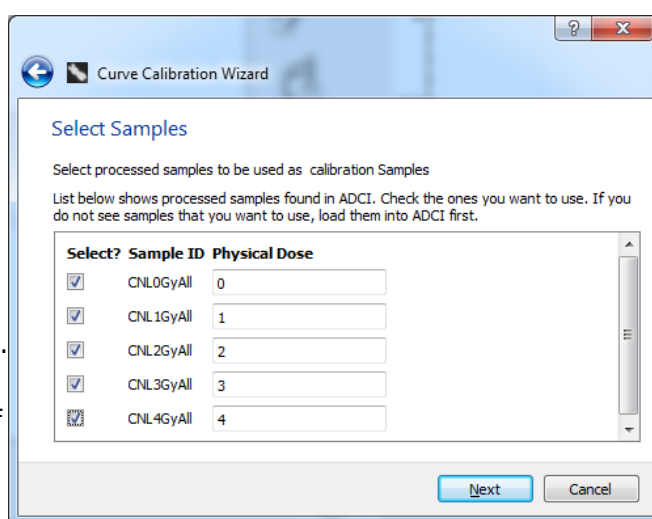 ? X
Curve Calibration Wizard
Select Samples
Select processed samples to be used as calibration Samples
List below shows processed samples found in ADCI. Check the ones you want to use. If you
do not see samples that you want to use, load them into ADCI first.
Select? Sample ID Physical Dose
CNL0GyAll 0
CNL1GyAll 1
CNL2GyAll 2
CNL3GyAll 3
CNL4GyAll 4
Next Cancel